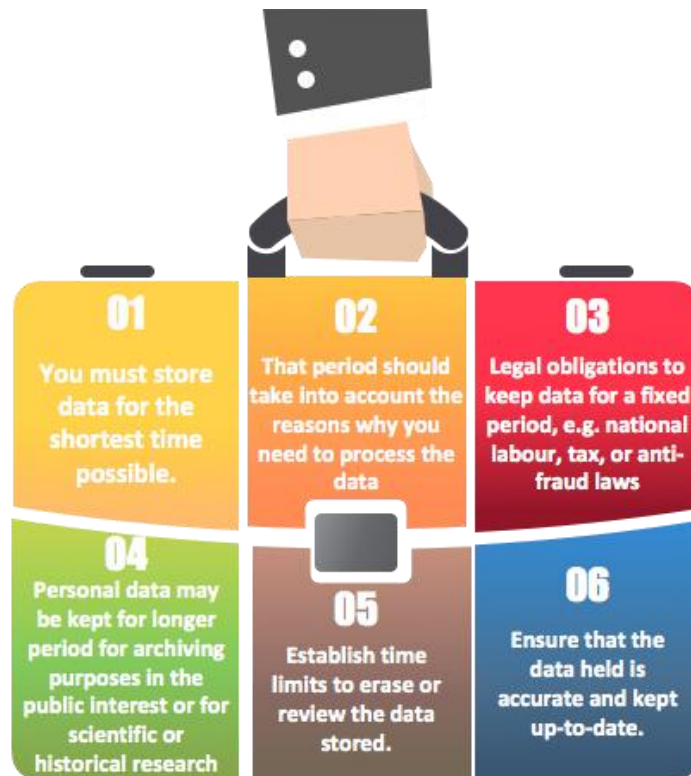 01
You must store
data for the
shortest time
possible.
02
That period should
take into account the
reasons why you
need to process the
data
03
Legal obligations to
keep data for a fixed
period, e.g. national
labour, tax, or anti-
fraud laws
04
Personal data may
be kept for longer
period for archiving
purposes in the
public interest or for
scientific or
historical research
05
Establish time
limits to erase or
review the data
stored.
06
Ensure that the
data held is
accurate and kept
up-to-date.